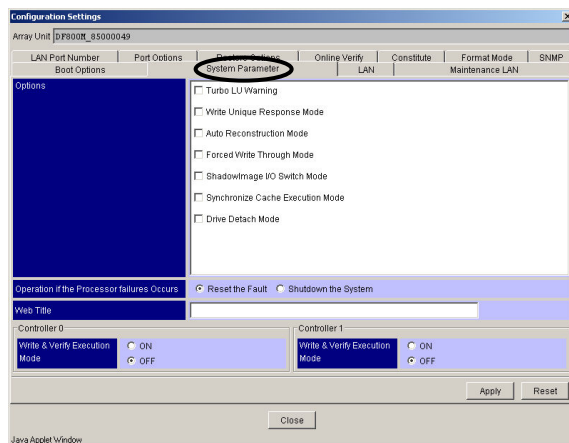 Configuration Settings
Array Unit DF800M_85000049
LAN Port Number Port Options Restore Options Online Verify Constitute Format Mode SNMP
Boot Options System Parameter LAN Maintenance LAN
Options
Turbo LU Warning
Write Unique Response Mode
Auto Reconstruction Mode
Forced Write Through Mode
ShadowImage I/O Switch Mode
Synchronize Cache Execution Mode
Drive Detach Mode
Operation if the Processor failures Occurs Reset the Fault Shutdown the System
Web Title
Controller 0
Write & Verify Execution Mode
ON
OFF
Controller 1
Write & Verify Execution Mode
ON
OFF
Apply Reset
Close
Java Applet Window